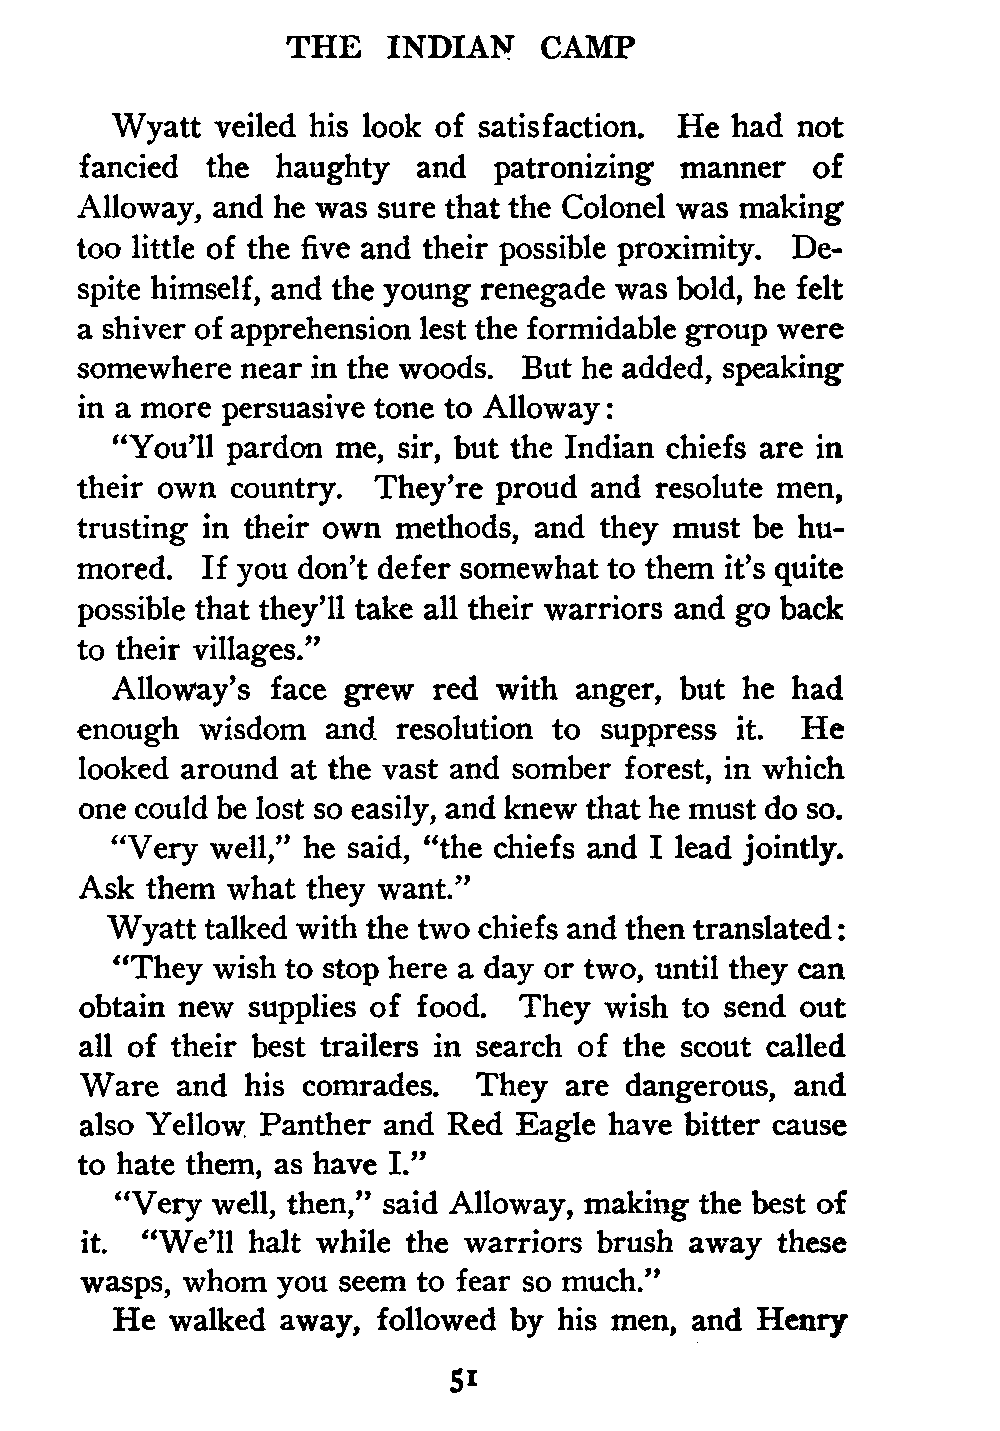 THE INDIAN CAMP
Wyatt veiled his look of satisfaction. He had not
fancied the haughty and patronizing manner of
Alloway, and he was sure that the Colonel was making
too little of the five and their possible proximity. De-
spite himself, and the young renegade was bold, he felt
a shiver of apprehension lest the formidable group were
somewhere near in the woods. But he added, speaking
in a more persuasive tone to Alloway:
“You’ll pardon me, sir, but the Indian chiefs are in
their own country. They’re proud and resolute men,
trusting in their own methods, and they must be hu-
mored. If you don’t defer somewhat to them it’s quite
possible that they’ll take all their warriors and go back
to their villages.”
Alloway’s face grew red with anger, but he had
enough wisdom and resolution to suppress it. He
looked around at the vast and somber forest, in which
one could be lost so easily, and knew that he must do so.
“Very well,” he said, “the chiefs and I lead jointly.
Ask them what they want.”
Wyatt talked with the two chiefs and then translated:
“They wish to stop here a day or two, until they can
obtain new supplies of food. They wish to send out
all of their best trailers in search of the scout called
Ware and his comrades. They are dangerous, and
also Yellow Panther and Red Eagle have bitter cause
to hate them, as have I.”
“Very well, then,” said Alloway, making the best of
it. “We’ll halt while the warriors brush away these
wasps, whom you seem to fear so much.”
He walked away, followed by his men, and Henry
51